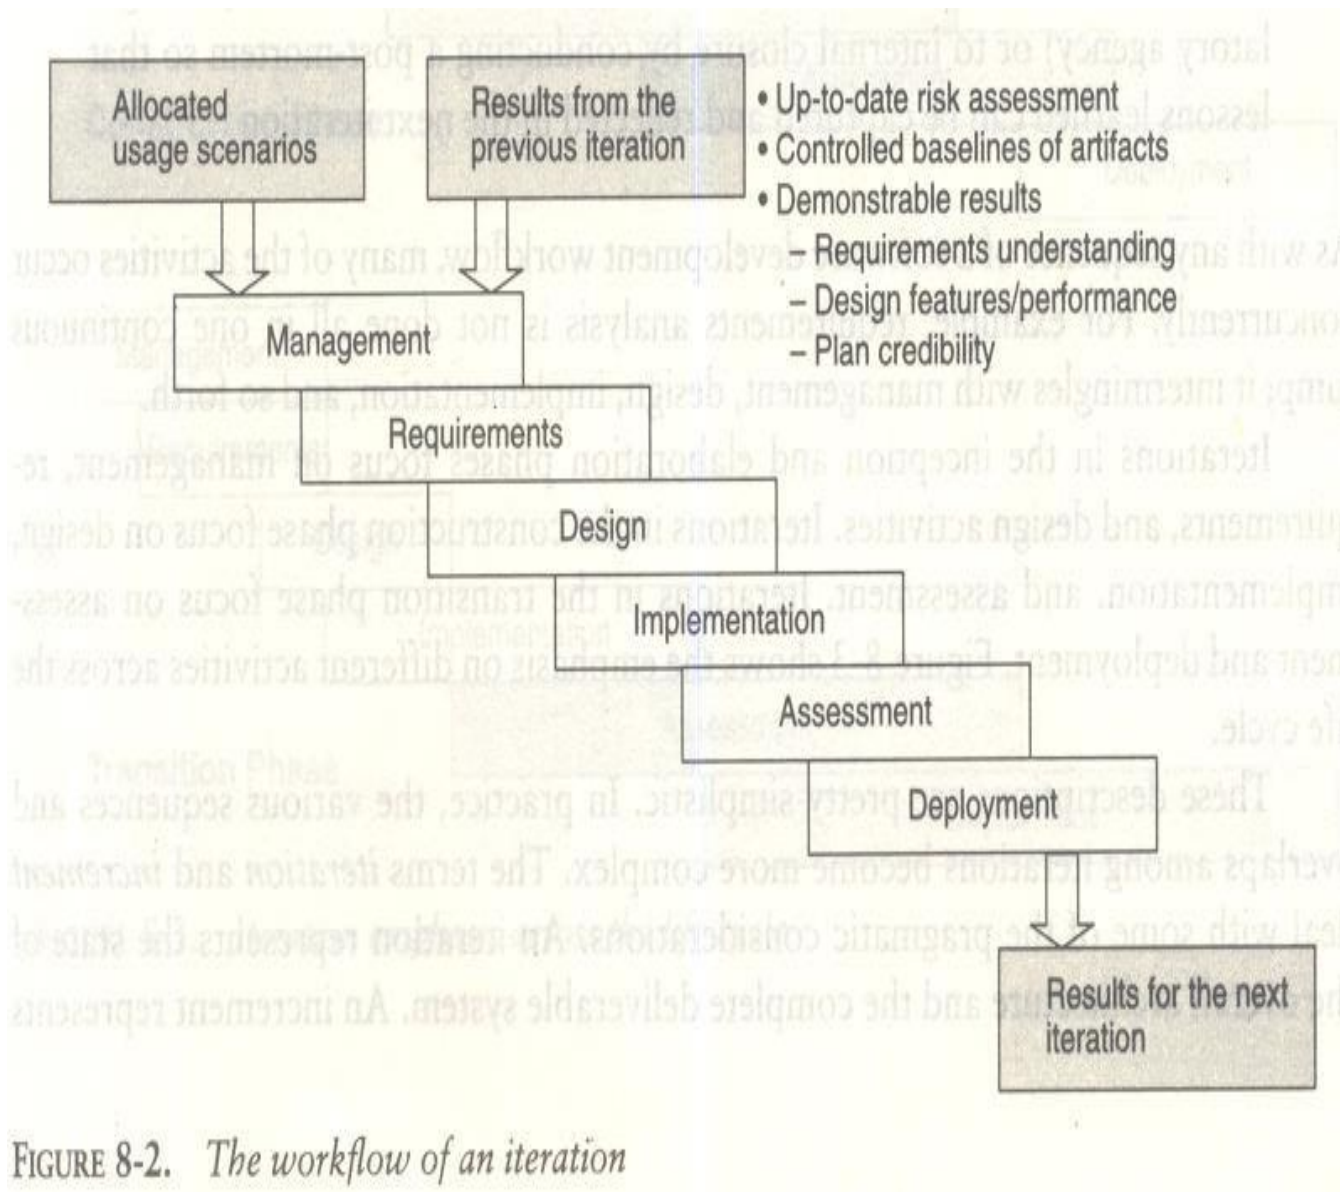 Allocated
usage scenarios
Results from the
previous iteration
• Up-to-date risk assessment
• Controlled baselines of artifacts
• Demonstrable results
– Requirements understanding
– Design features/performance
– Plan credibility
Management
Requirements
Design
Implementation
Assessment
Deployment
Results for the next
iteration
FIGURE 8-2. The workflow of an iteration